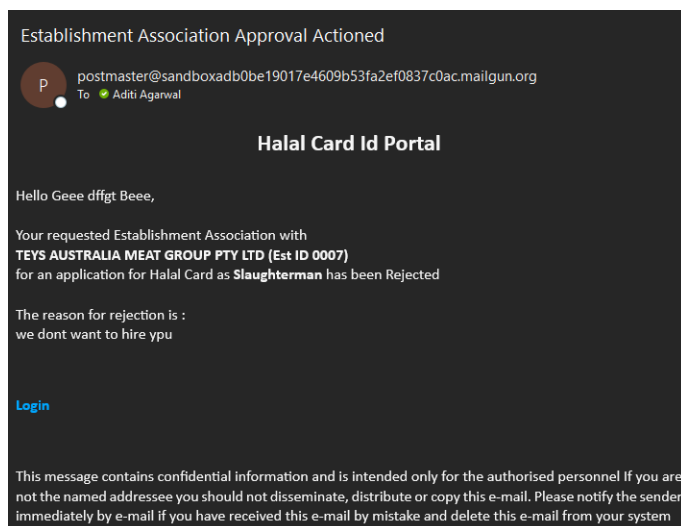 Establishment Association Approval Actioned
P
postmaster@sandboxadb0be19017e4609b53fa2ef0837c0ac.mailgun.org
To Aditi Agarwal
Halal Card Id Portal
Hello Geee dffgt Beee,
Your requested Establishment Association with
TEYS AUSTRALIA MEAT GROUP PTY LTD (Est ID 0007)
for an application for Halal Card as Slaughterman has been Rejected
The reason for rejection is :
we dont want to hire ypu
Login
This message contains confidential information and is intended only for the authorised personnel If you are
not the named addressee you should not disseminate, distribute or copy this e-mail. Please notify the sender
immediately by e-mail if you have received this e-mail by mistake and delete this e-mail from your system